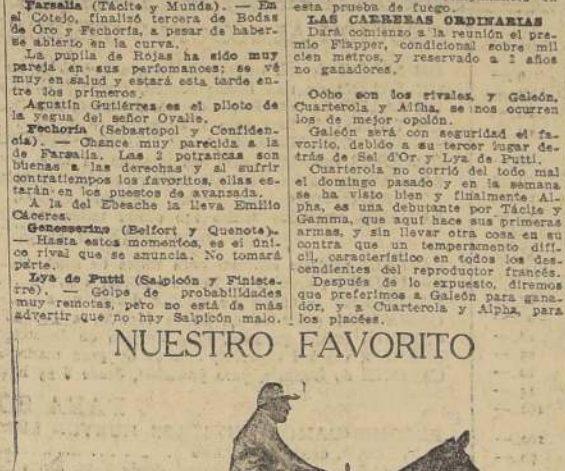 Farsalia (Tácite y Munda). — En
el Cotejo, finalizó tercera de Bodas
de Oro y Fechoría, a pesar de haber-
se abierto en la curva.
La pupila de Rojas ha sido muy
pareja en sus perfomances; se vé
muy en salud y estará esta tarde en-
tre los primeros.
Agustín Gutiérrez es el piloto de
la yegua del señor Ovalle.
Fechoría (Sebastopol y Confiden-
cia). — Chance muy parecida a la
de Farsalia. Las 2 potrancas son
buenas a las derechas y al sufrir
contratiempos los favoritos, ellas es-
tarán en los puestos de avanzada.
A la del Ebeache la lleva Emilio
Cáceres.
Genosserina (Belfort y Quenota).
— Hasta estos momentos, es el úni-
co rival que se anuncia. No tomará
parte.
Lya de Putti (Salpicón y Finiste-
rre). — Golpe de probabilidades
muy remotas, pero no está de más
advertir que no hay Salpicón malo.
esta prueba de fuego.
LAS CARRERAS ORDINARIAS
Dará comienzo a la reunión el pre-
mio Flapper, condicional sobre mil
cien metros, y reservado a 2 años
no ganadores.
Ocho son los rivales, y Galeón,
Cuarterola y Alfha, se nos ocurren
los de mejor opción.
Galeón será con seguridad el fa-
vorito, debido a su tercer lugar de-
trás de Sel d'Or y Lya de Putti.
Cuarterola no corrió del todo mal
el domingo pasado y en la semana
se ha visto bien y finalmente Al-
pha, es una debutante por Tácite y
Gamma, que aquí hace sus primeras
armas, y sin llevar otra cosa en su
contra que un temperamento difí-
cil, característico en todos los des-
cendientes del reproductor francés.
Después de lo expuesto, diremos
que preferimos a Galeón para gana-
dor, y a Cuarterola y Alpha, para
los placées.
NUESTRO FAVORITO